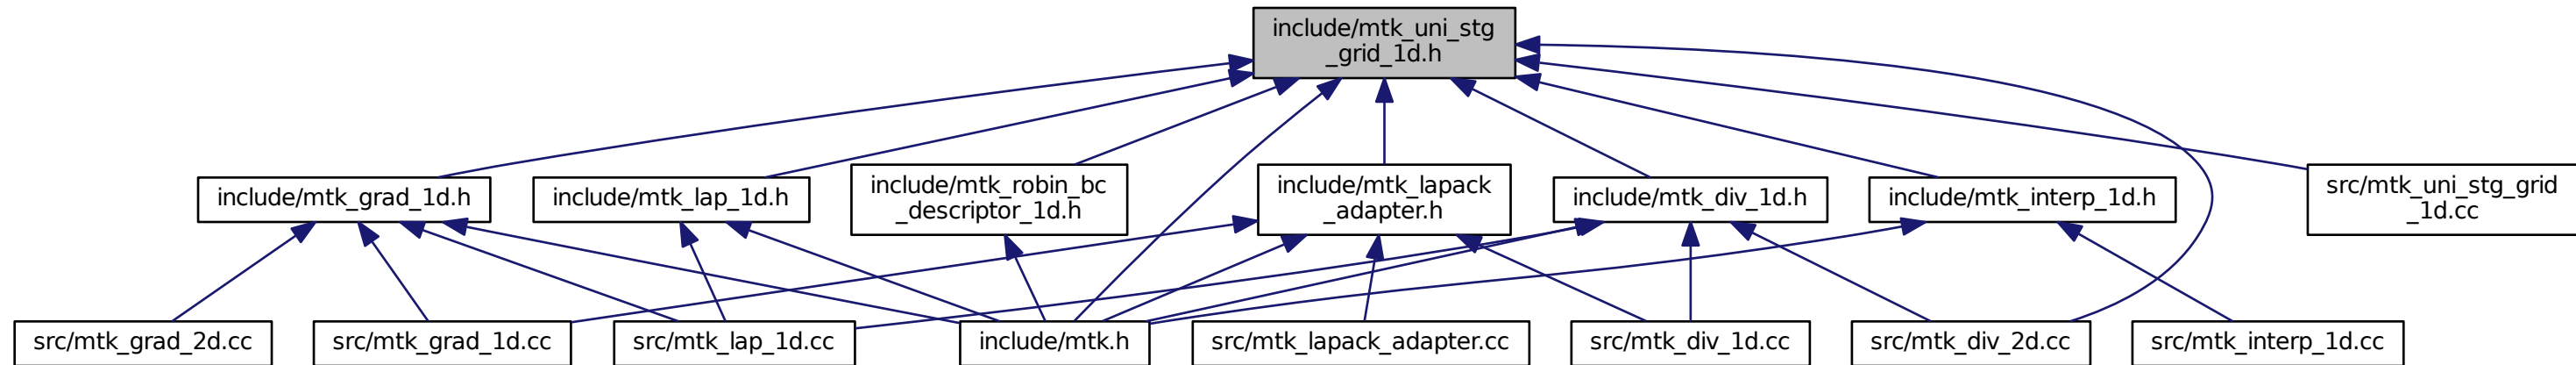 include/mtk_uni_stg
_grid_1d.h
include/mtk_grad_1d.h
include/mtk_lap_1d.h
include/mtk_robin_bc
_descriptor_1d.h
include/mtk_lapack
_adapter.h
include/mtk_div_1d.h
include/mtk_interp_1d.h
src/mtk_uni_stg_grid
_1d.cc
src/mtk_grad_2d.cc
src/mtk_grad_1d.cc
src/mtk_lap_1d.cc
include/mtk.h
src/mtk_lapack_adapter.cc
src/mtk_div_1d.cc
src/mtk_div_2d.cc
src/mtk_interp_1d.cc